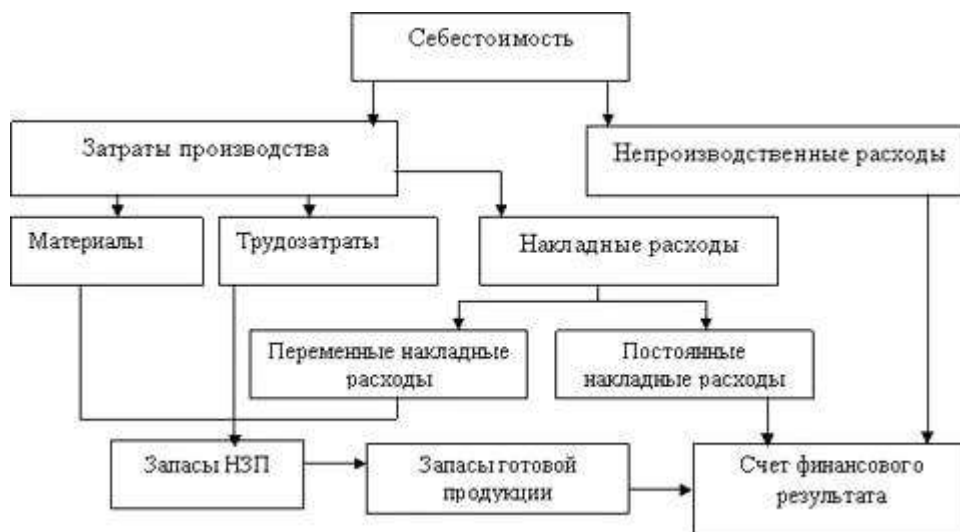 Себестоимость
Затраты производства
Непроизводственные расходы
Материалы
Трудозатраты
Накладные расходы
Переменные накладные
расходы
Постоянные
накладные расходы
Запасы НЗП
Запасы готовой
продукции
Счет финансового
результата